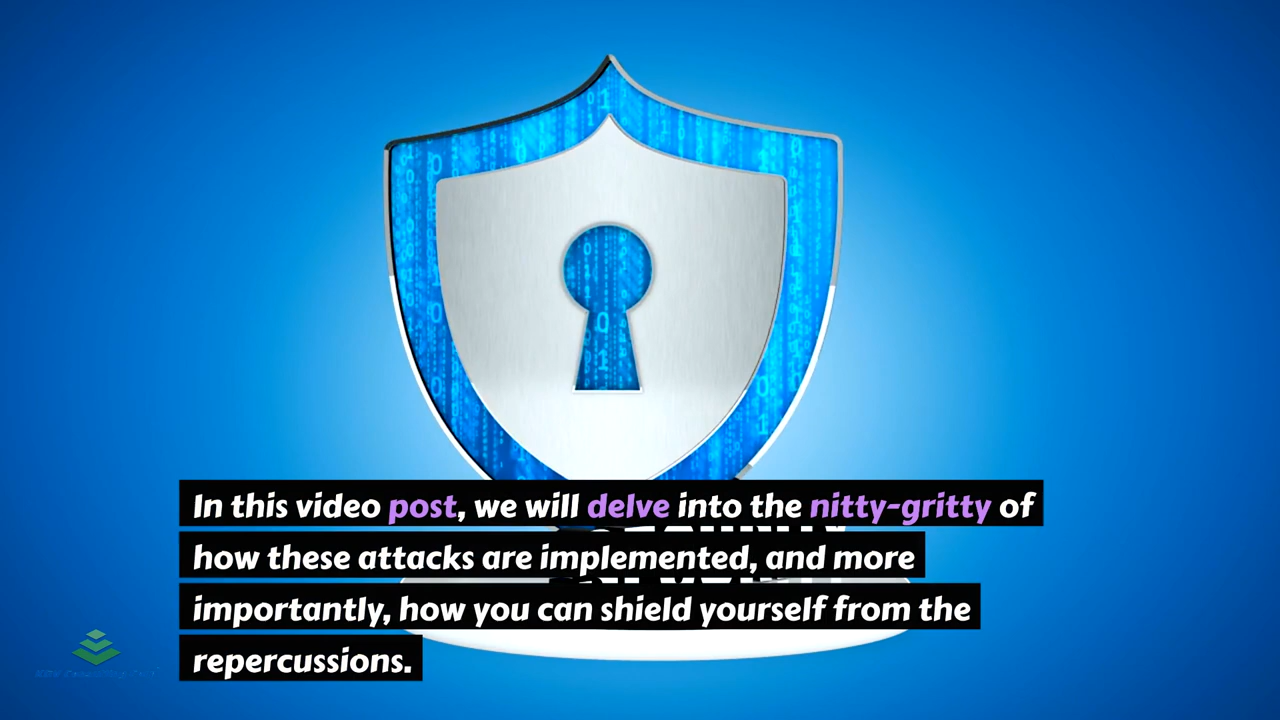 In this video post, we will delve into the nitty-gritty of
how these attacks are implemented, and more
importantly, how you can shield yourself from the
repercussions.